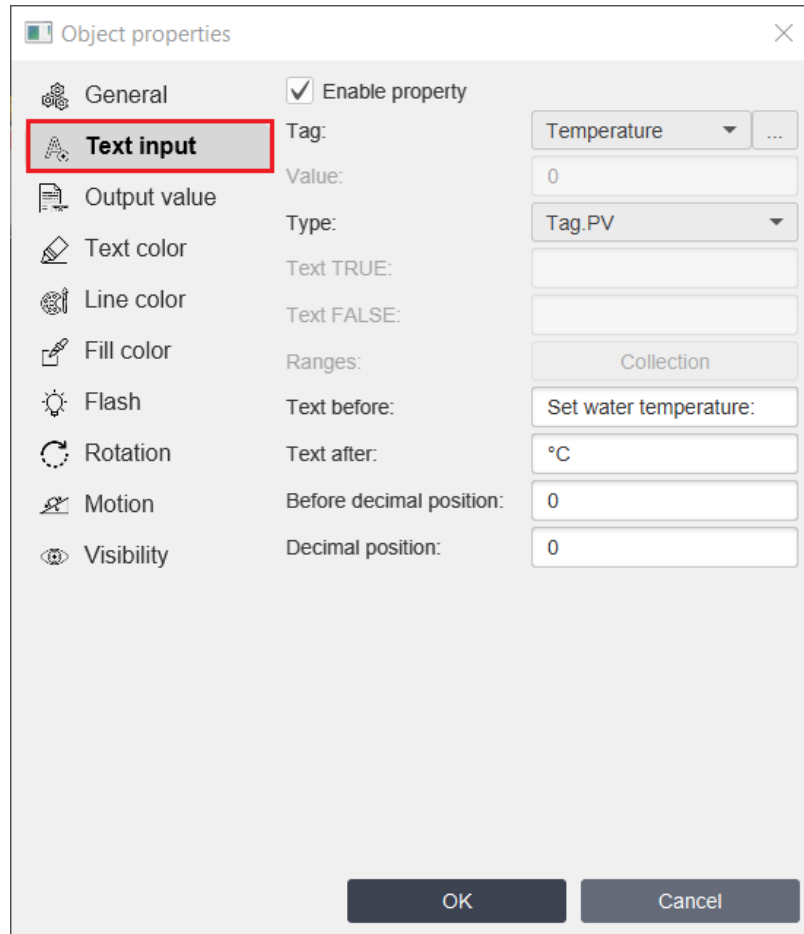 Object properties
General
Text input
Output value
Text color
Line color
Fill color
Flash
Rotation
Motion
Visibility
Enable property
Tag: Temperature ...
Value: 0
Type: Tag.PV
Text TRUE:
Text FALSE:
Ranges: Collection
Text before: Set water temperature:
Text after: °C
Before decimal position: 0
Decimal position: 0
OK Cancel